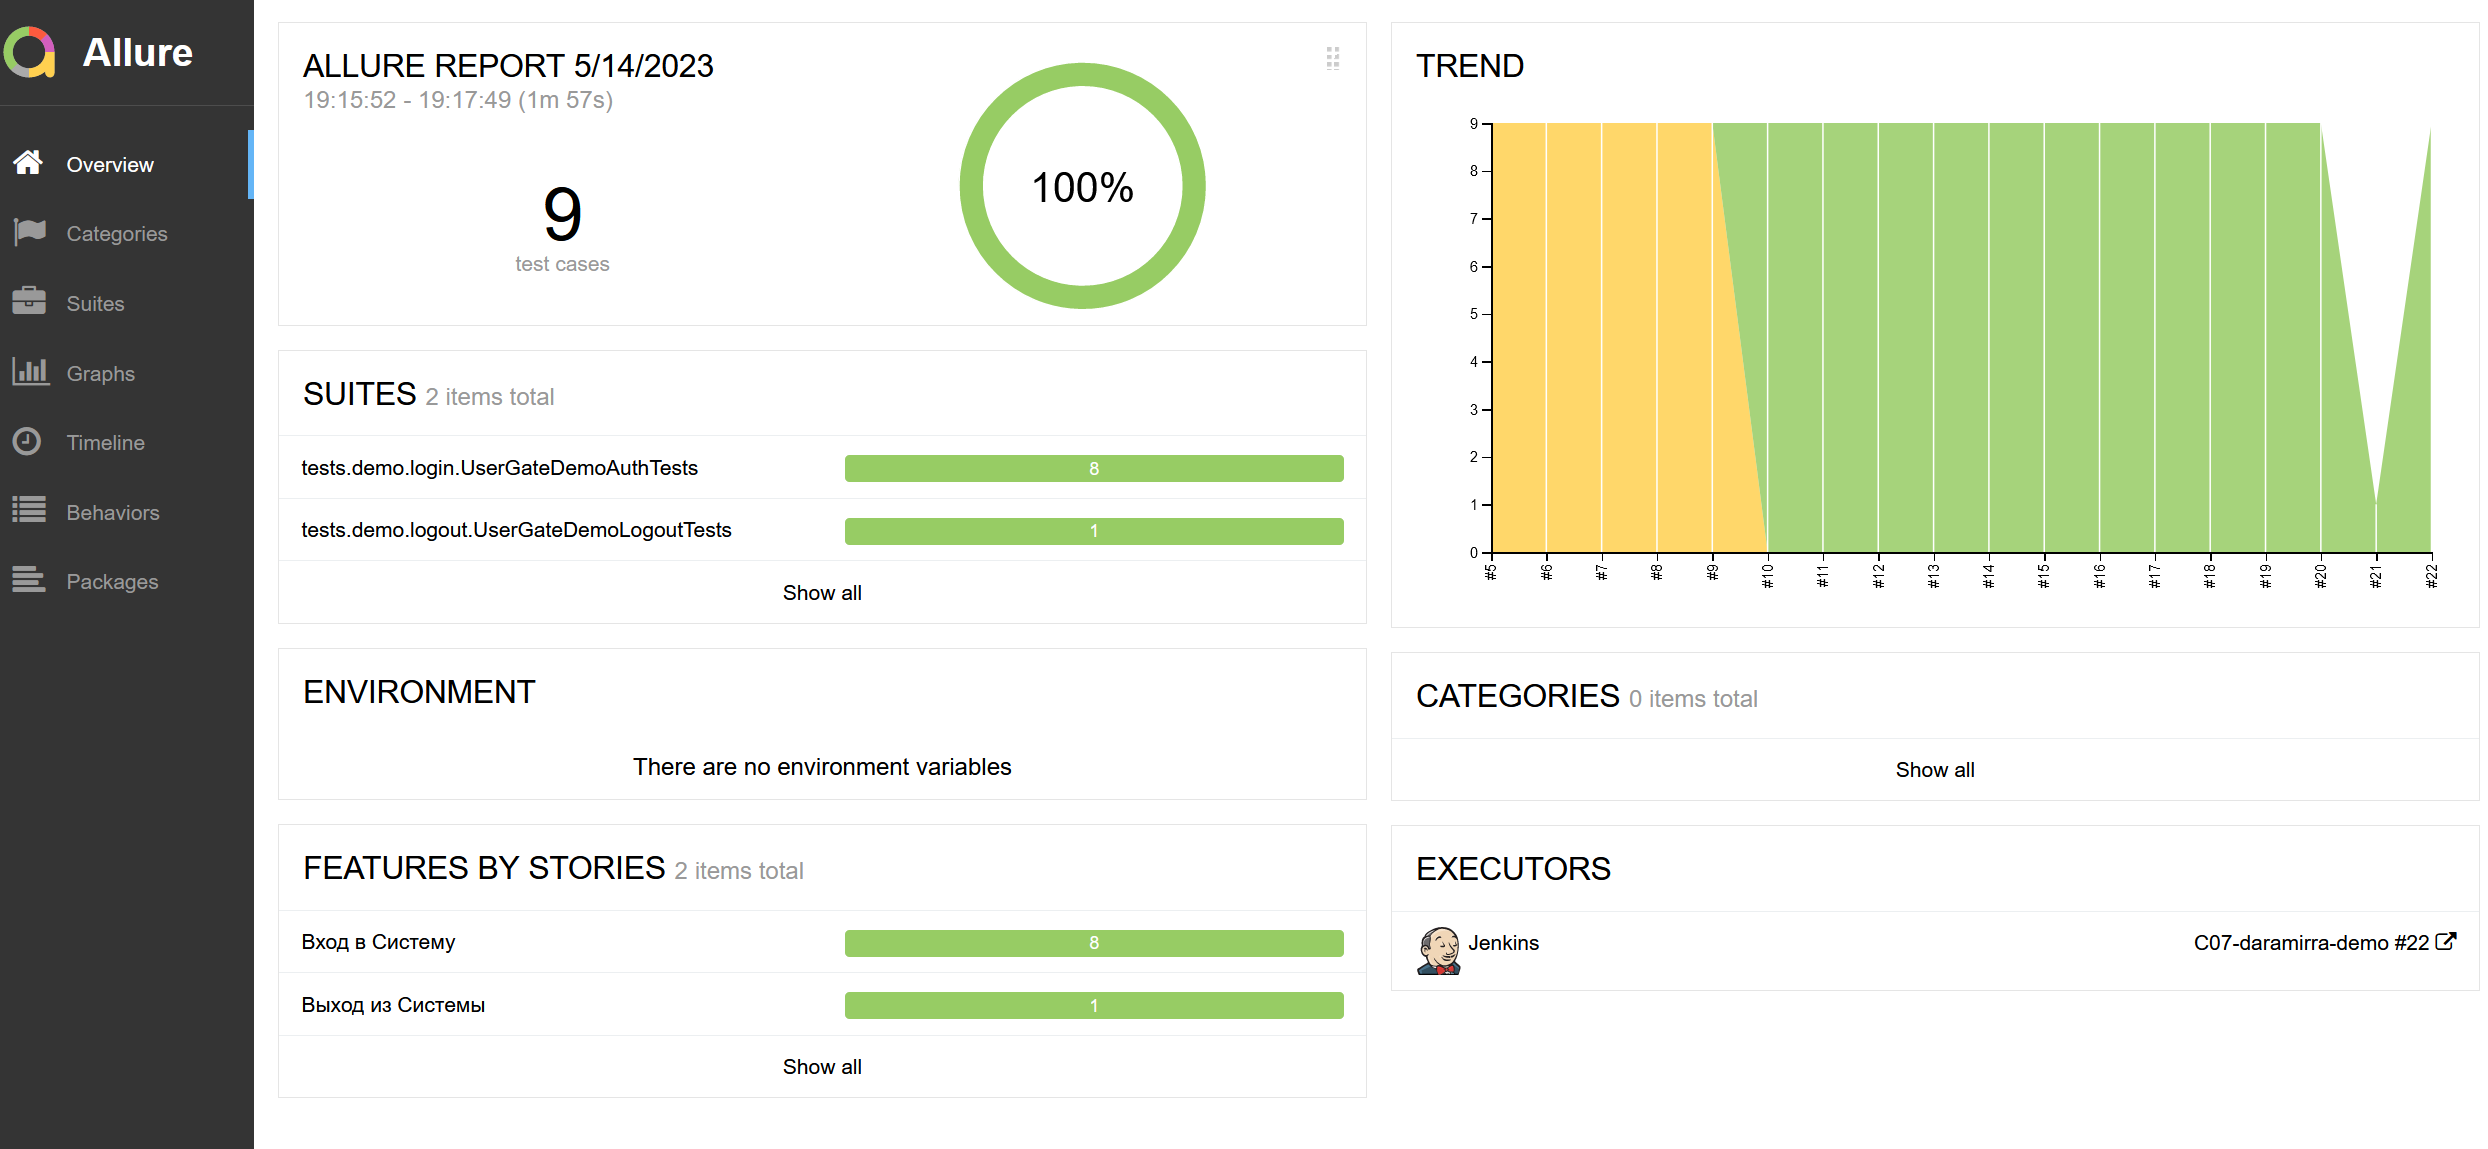 Allure
Overview
Categories
Suites
Graphs
Timeline
Behaviors
Packages
ALLURE REPORT 5/14/2023
19:15:52 - 19:17:49 (1m 57s)
9
test cases
100%
SUITES 2 items total
tests.demo.login.UserGateDemoAuthTests 8
tests.demo.logout.UserGateDemoLogoutTests 1
Show all
ENVIRONMENT
There are no environment variables
FEATURES BY STORIES 2 items total
Вход в Систему 8
Выход из Системы 1
Show all
TREND
9
8
7
6
5
4
3
2
1
0
#5 #6 #7 #8 #9 #10 #11 #12 #13 #14 #15 #16 #17 #18 #19 #20 #21 #22
CATEGORIES 0 items total
Show all
EXECUTORS
Jenkins C07-daramirra-demo #22